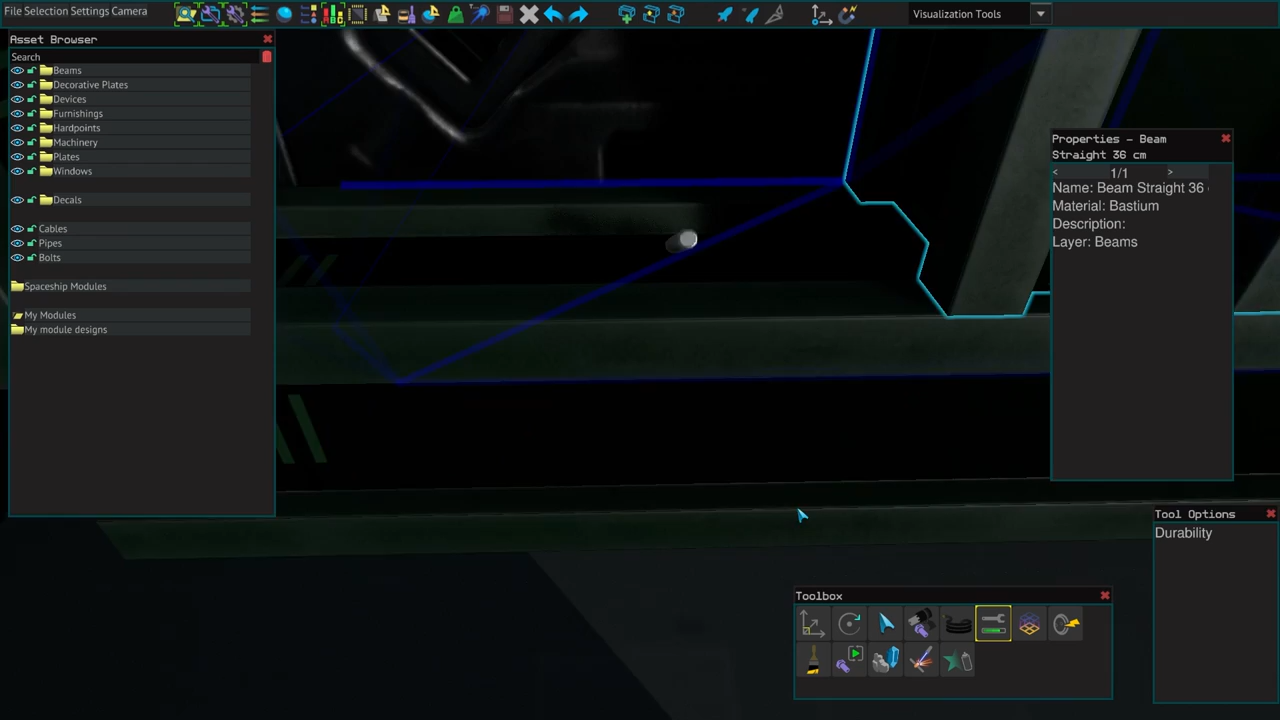 File Selection Settings Camera
Visualization Tools
Asset Browser
Search
Beams
Decorative Plates
Devices
Furnishings
Hardpoints
Machinery
Plates
Windows
Decals
Cables
Pipes
Bolts
Spaceship Modules
My Modules
My module designs
Properties - Beam
Straight 36 cm
< 1/1 >
Name: Beam Straight 36
Material: Bastium
Description:
Layer: Beams
Tool Options
Durability
Toolbox